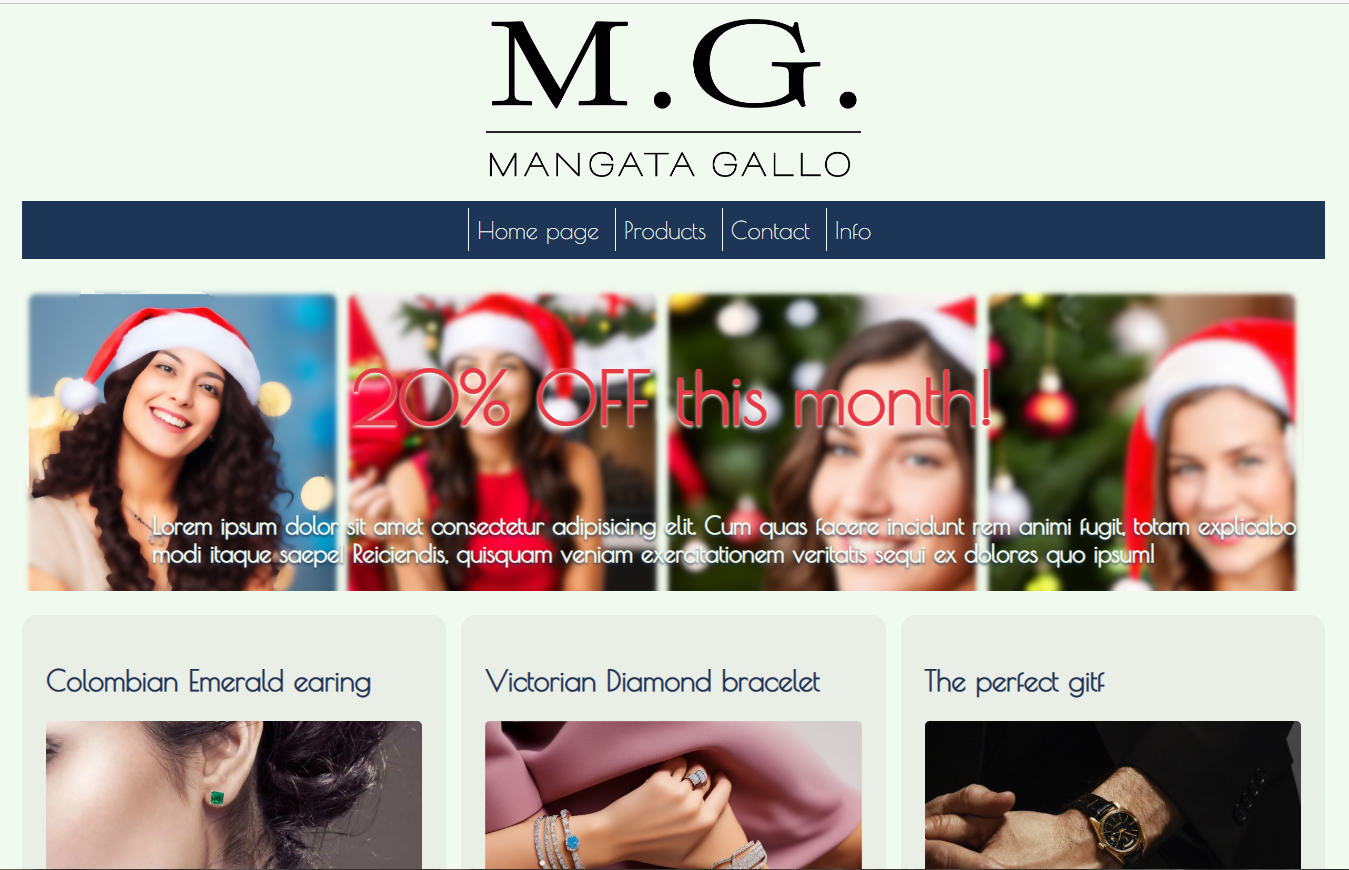 M.G.
MANGATA GALLO
Home page
Products
Contact
Info
20% OFF this month!
Lorem ipsum dolor sit amet consectetur adipisicing elit. Cum quas facere incidunt rem animi fugit, totam explicabo
modi itaque saepe! Reiciendis, quisquam veniam exercitationem veritatis sequi ex dolores quo ipsum!
Colombian Emerald earing
Victorian Diamond bracelet
The perfect gitf